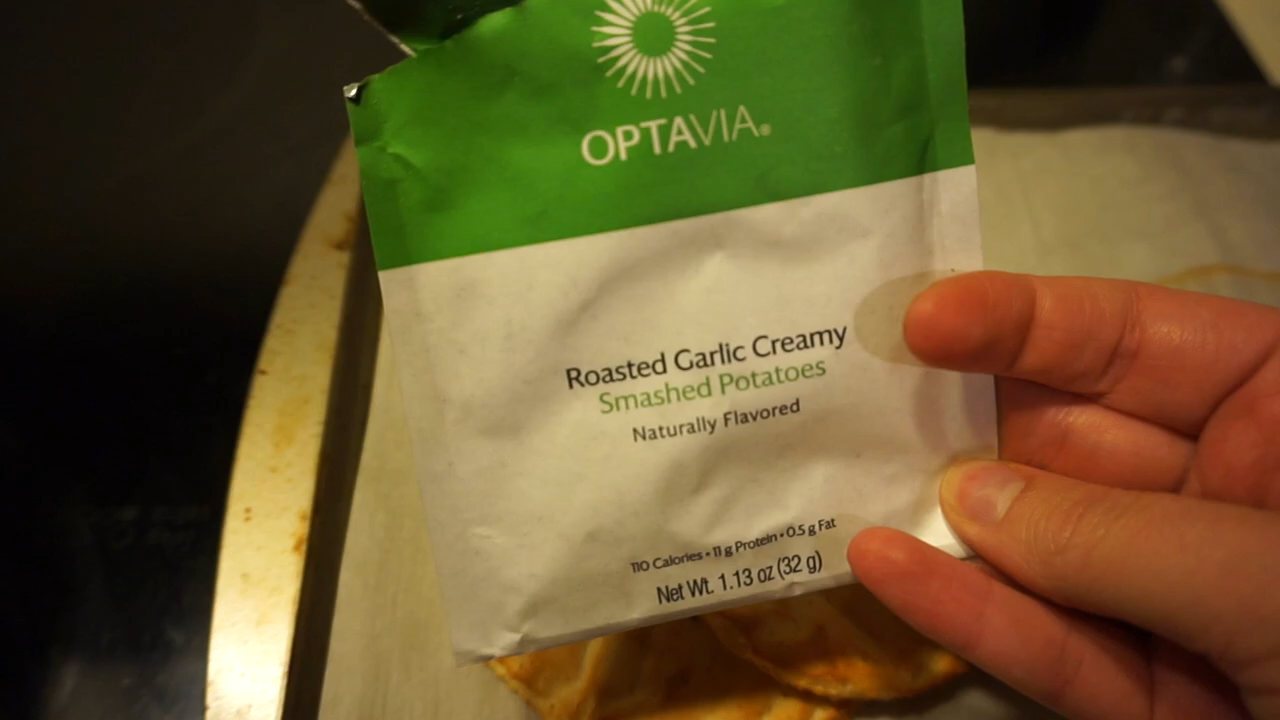 OPTAVIA®
Roasted Garlic Creamy
Smashed Potatoes
Naturally Flavored
110 Calories • 11 g Protein • 0.5 g Fat
Net Wt. 1.13 oz (32 g)